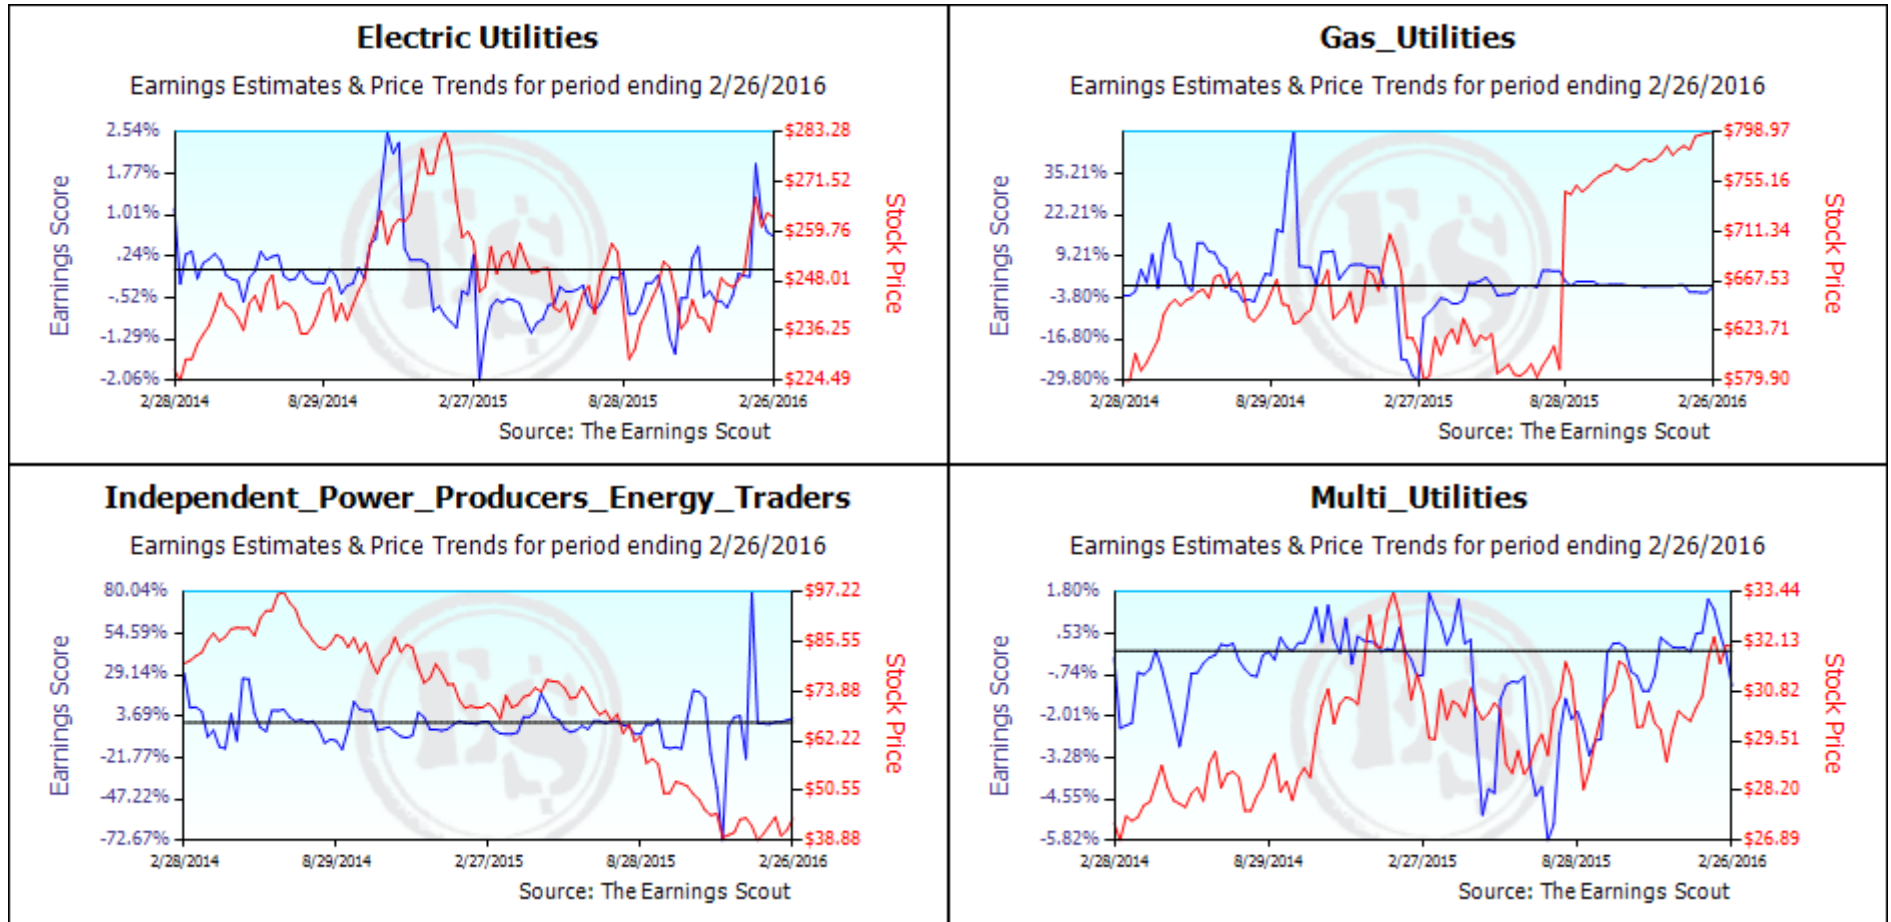 Electric Utilities
Earnings Estimates & Price Trends for period ending 2/26/2016
Earnings Score
2.54%
1.77%
1.01%
.24%
-.52%
-1.29%
-2.06%
$283.28
$271.52
$259.76
$248.01
$236.25
$224.49
Stock Price
ES
2/28/2014 8/29/2014 2/27/2015 8/28/2015 2/26/2016
Source: The Earnings Scout
Gas_Utilities
Earnings Estimates & Price Trends for period ending 2/26/2016
Earnings Score
35.21%
22.21%
9.21%
-3.80%
-16.80%
-29.80%
$798.97
$755.16
$711.34
$667.53
$623.71
$579.90
Stock Price
ES
2/28/2014 8/29/2014 2/27/2015 8/28/2015 2/26/2016
Source: The Earnings Scout
Independent_Power_Producers_Energy_Traders
Earnings Estimates & Price Trends for period ending 2/26/2016
Earnings Score
80.04%
54.59%
29.14%
3.69%
-21.77%
-47.22%
-72.67%
$97.22
$85.55
$73.88
$62.22
$50.55
$38.88
Stock Price
ES
2/28/2014 8/29/2014 2/27/2015 8/28/2015 2/26/2016
Source: The Earnings Scout
Multi_Utilities
Earnings Estimates & Price Trends for period ending 2/26/2016
Earnings Score
1.80%
.53%
-.74%
-2.01%
-3.28%
-4.55%
-5.82%
$33.44
$32.13
$30.82
$29.51
$28.20
$26.89
Stock Price
ES
2/28/2014 8/29/2014 2/27/2015 8/28/2015 2/26/2016
Source: The Earnings Scout